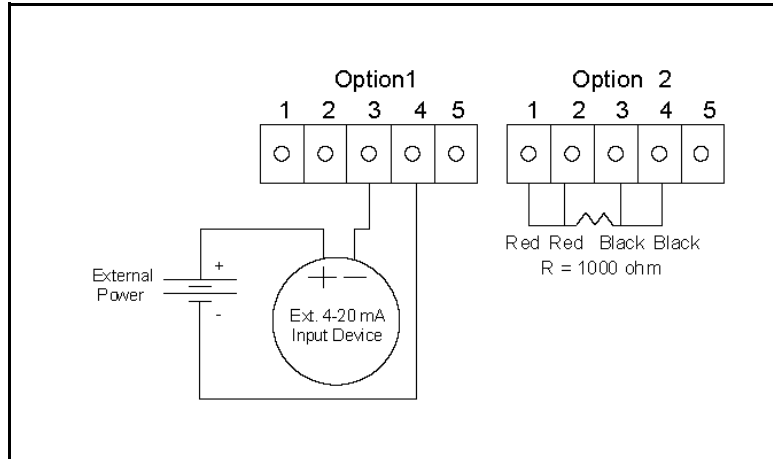 Option1
1 2 3 4 5
Option 2
1 2 3 4 5
Red Red Black Black
R = 1000 ohm
External
Power
+
-
+ -
Ext. 4-20 mA
Input Device